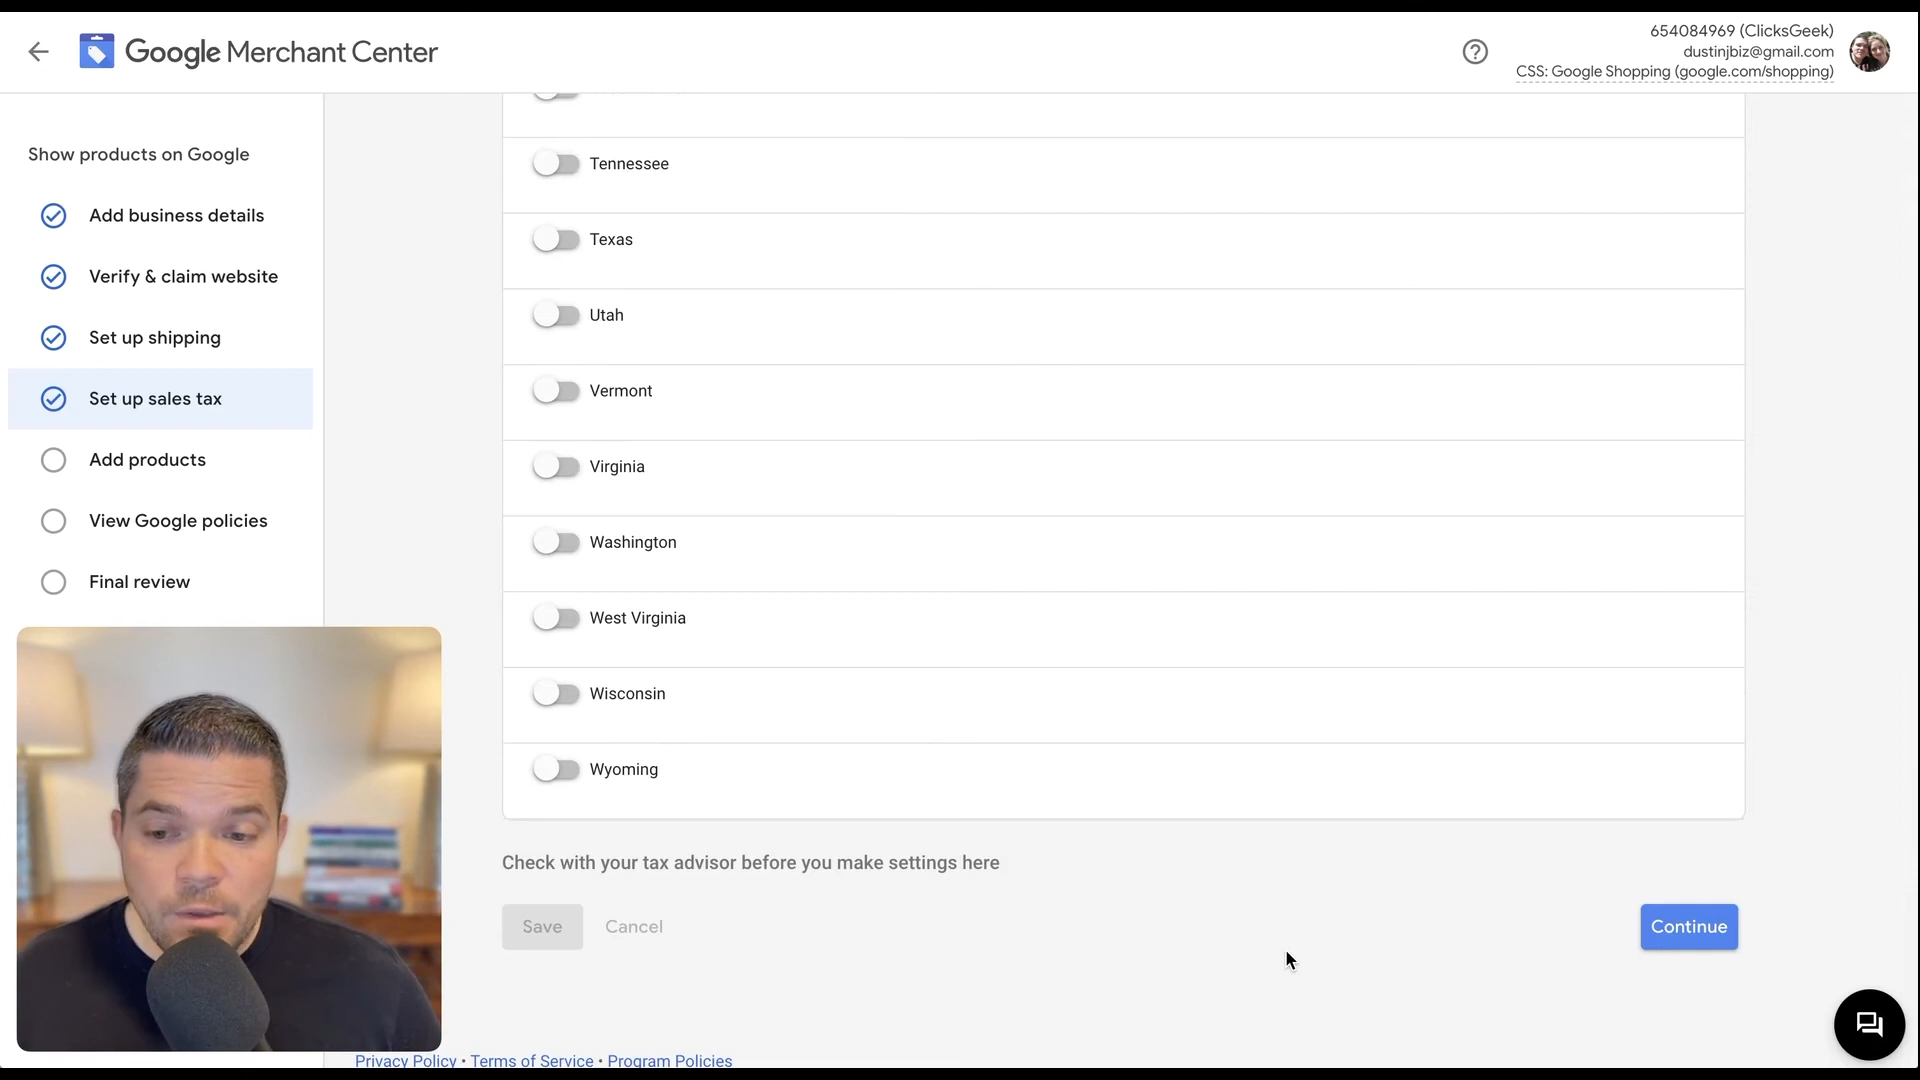 Google Merchant Center
654084969 (ClicksGeek)
dustinjbiz@gmail.com
CSS: Google Shopping (google.com/shopping)
Show products on Google
Add business details
Verify & claim website
Set up shipping
Set up sales tax
Add products
View Google policies
Final review
Tennessee
Texas
Utah
Vermont
Virginia
Washington
West Virginia
Wisconsin
Wyoming
Check with your tax advisor before you make settings here
Save
Cancel
Continue
Privacy Policy • Terms of Service • Program Policies